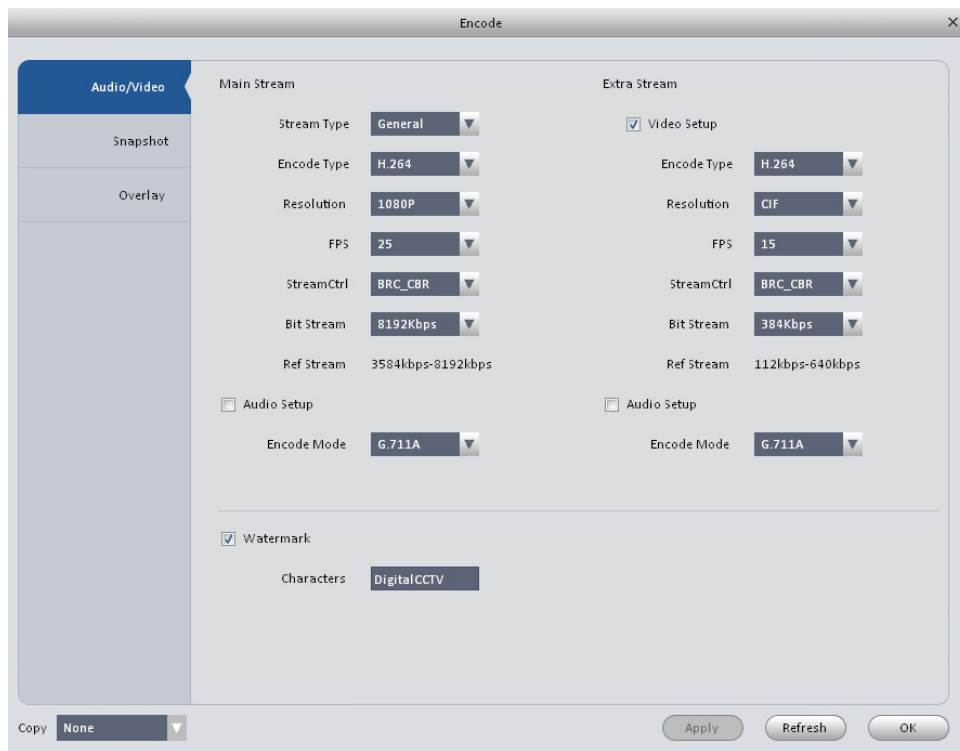 Encode
Audio/Video
Snapshot
Overlay
Main Stream
Stream Type General
Encode Type H.264
Resolution 1080P
FPS 25
StreamCtrl BRC_CBR
Bit Stream 8192Kbps
Ref Stream 3584kbps-8192kbps
Audio Setup
Encode Mode G.711A
Extra Stream
Video Setup
Encode Type H.264
Resolution CIF
FPS 15
StreamCtrl BRC_CBR
Bit Stream 384Kbps
Ref Stream 112kbps-640kbps
Audio Setup
Encode Mode G.711A
Watermark
Characters DigitalCCTV
Copy None
Apply Refresh OK